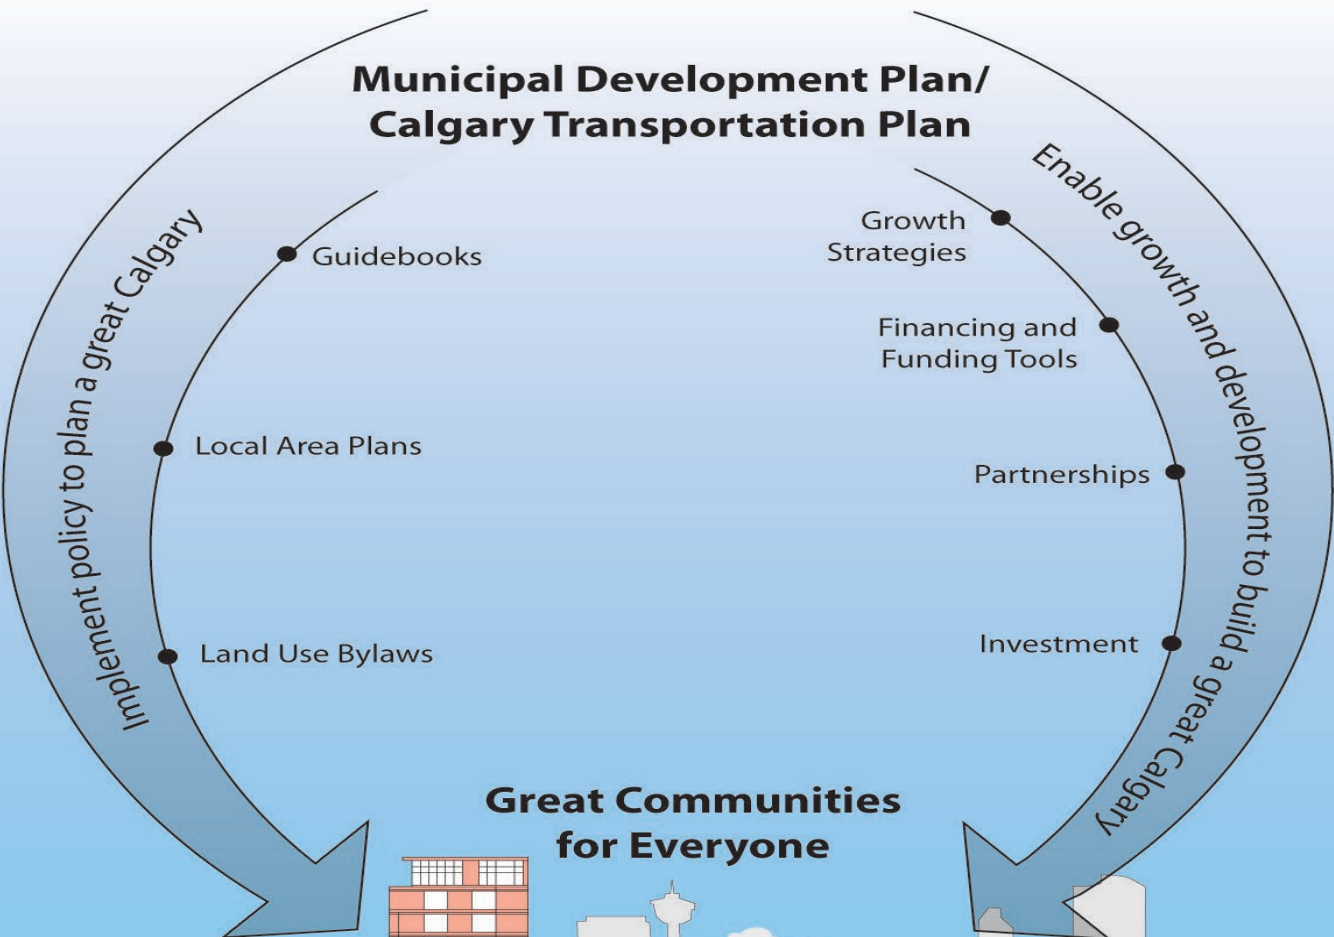 Municipal Development Plan/
Calgary Transportation Plan
Implement policy to plan a great Calgary
Guidebooks
Local Area Plans
Land Use Bylaws
Enable growth and development to build a great Calgary
Growth
Strategies
Financing and
Funding Tools
Partnerships
Investment
Great Communities
for Everyone